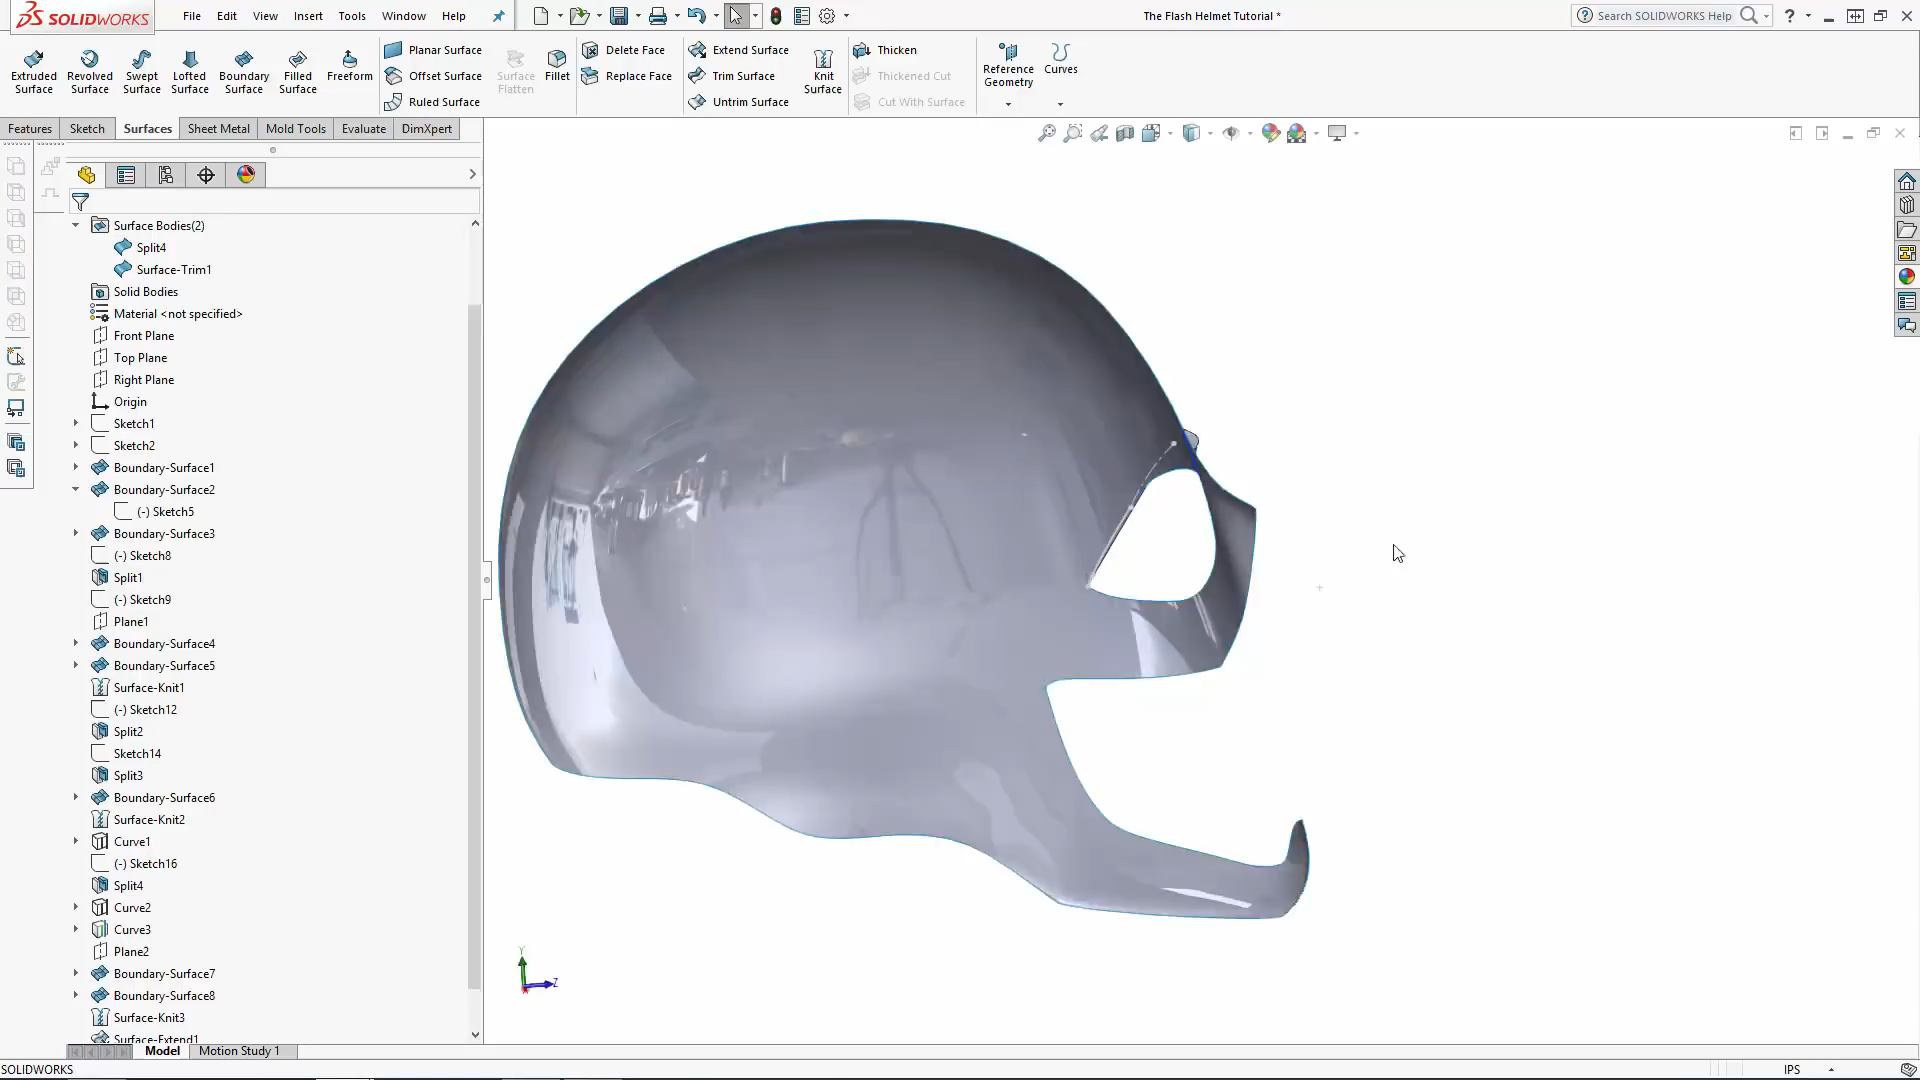 SOLIDWORKS File Edit View Insert Tools Window Help The Flash Helmet Tutorial * Search SOLIDWORKS Help ?
Extruded Surface Revolved Surface Swept Surface Lofted Surface Boundary Surface Filled Surface Freeform
Planar Surface
Offset Surface
Ruled Surface
Surface Flatten Fillet
Delete Face
Replace Face
Extend Surface
Trim Surface
Untrim Surface
Knit Surface
Thicken
Thickened Cut
Cut With Surface
Reference Geometry Curves
Features Sketch Surfaces Sheet Metal Mold Tools Evaluate DimXpert
Surface Bodies(2)
Split4
Surface-Trim1
Solid Bodies
Material <not specified>
Front Plane
Top Plane
Right Plane
Origin
Sketch1
Sketch2
Boundary-Surface1
Boundary-Surface2
(-) Sketch5
Boundary-Surface3
(-) Sketch8
Split1
(-) Sketch9
Plane1
Boundary-Surface4
Boundary-Surface5
Surface-Knit1
(-) Sketch12
Split2
Sketch14
Split3
Boundary-Surface6
Surface-Knit2
Curve1
(-) Sketch16
Split4
Curve2
Curve3
Plane2
Boundary-Surface7
Boundary-Surface8
Surface-Knit3
Surface-Extend1
Y
Z
Model Motion Study 1
SOLIDWORKS IPS